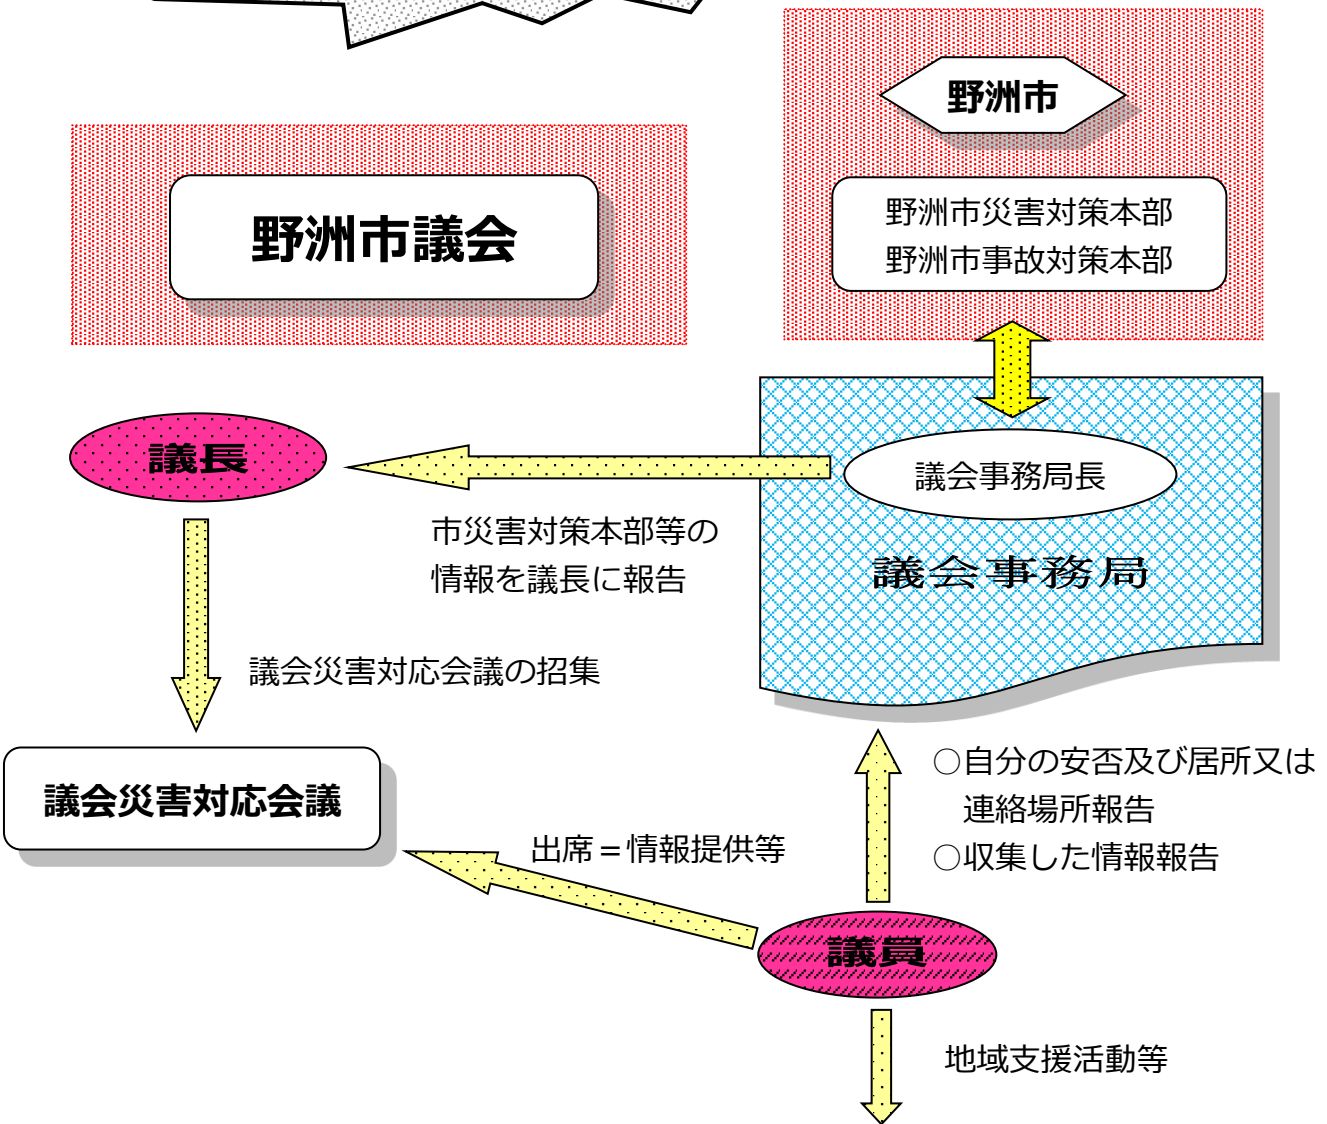 野洲市
野洲市災害対策本部
野洲市事故対策本部
野洲市議会
議長
議会事務局長
議会事務局
市災害対策本部等の
情報を議長に報告
議会災害対応会議の招集
議会災害対応会議
○自分の安否及び居所又は
連絡場所報告
○収集した情報報告
出席＝情報提供等
議員
地域支援活動等